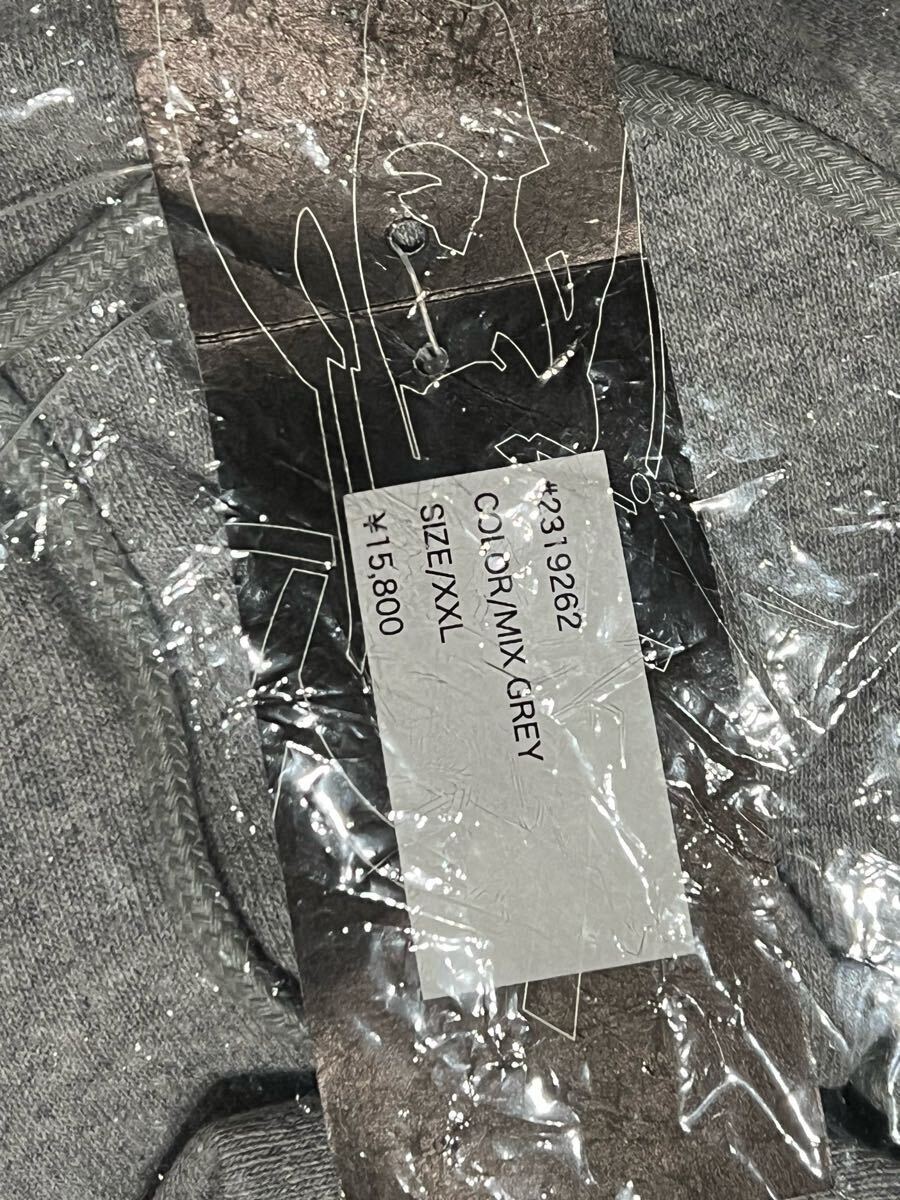 #2319262
COLOR/MIX GREY
SIZE/XXL
¥15,800